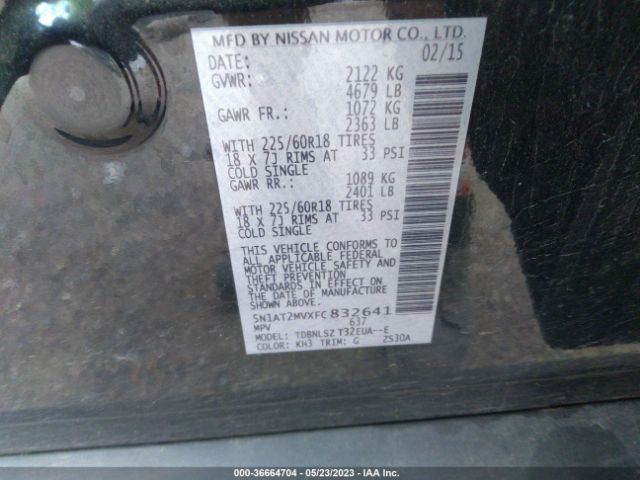 MFD BY NISSAN MOTOR CO., LTD.
DATE: 02/15
GVWR: 2122 KG
4679 LB
GAWR FR.: 1072 KG
2363 LB
WITH 225/60R18 TIRES
18 X 7J RIMS AT 33 PSI
COLD SINGLE
GAWR RR.: 1089 KG
2401 LB
WITH 225/60R18 TIRES
18 X 7J RIMS AT 33 PSI
COLD SINGLE
THIS VEHICLE CONFORMS TO
ALL APPLICABLE FEDERAL
MOTOR VEHICLE SAFETY AND
THEFT PREVENTION
STANDARDS IN EFFECT ON
THE DATE OF MANUFACTURE
SHOWN ABOVE.
5N1AT2MVXFC832641
MPV 637
MODEL: TDBNLSZ T32EUA--E
COLOR: KH3 TRIM: G ZS30A
000-36664704 — 05/23/2023 — IAA Inc.